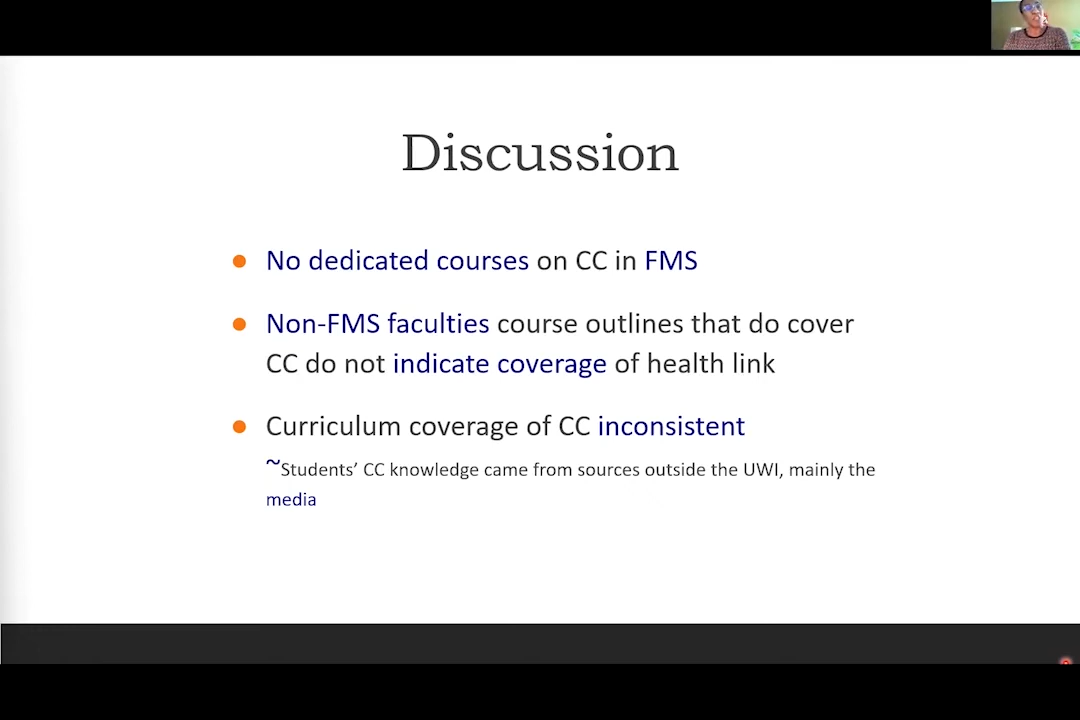 Discussion
No dedicated courses on CC in FMS
Non-FMS faculties course outlines that do cover
CC do not indicate coverage of health link
Curriculum coverage of CC inconsistent
~Students’ CC knowledge came from sources outside the UWI, mainly the
media